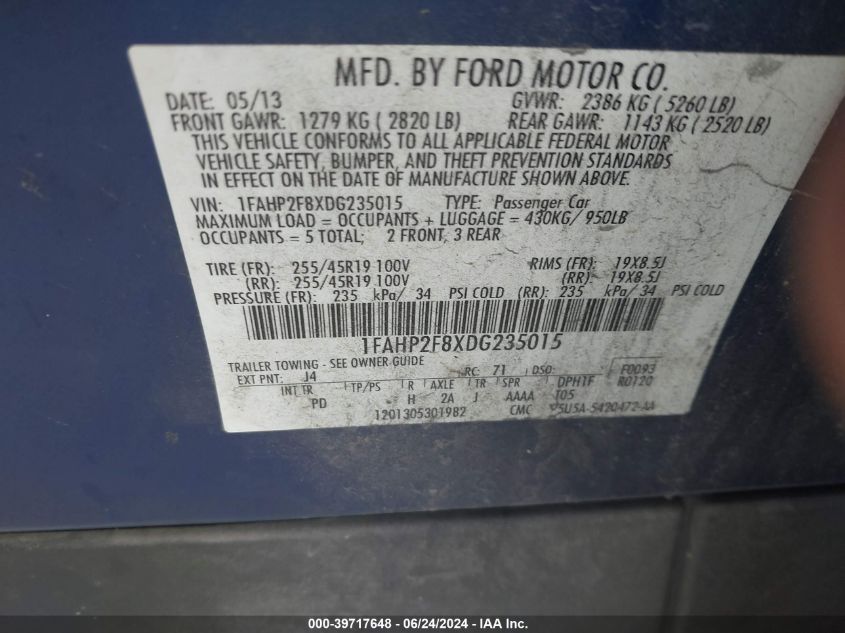 MFD. BY FORD MOTOR CO.
DATE: 05/13 GVWR: 2386 KG ( 5260 LB)
FRONT GAWR: 1279 KG ( 2820 LB) REAR GAWR: 1143 KG ( 2520 LB)
THIS VEHICLE CONFORMS TO ALL APPLICABLE FEDERAL MOTOR
VEHICLE SAFETY, BUMPER, AND THEFT PREVENTION STANDARDS
IN EFFECT ON THE DATE OF MANUFACTURE SHOWN ABOVE.
VIN: 1FAHP2F8XDG235015 TYPE: Passenger Car
MAXIMUM LOAD = OCCUPANTS + LUGGAGE = 430KG/ 950LB
OCCUPANTS = 5 TOTAL; 2 FRONT, 3 REAR
TIRE (FR): 255/45R19 100V RIMS (FR): 19X8.5J
(RR): 255/45R19 100V (RR): 19X8.5J
PRESSURE (FR): 235 kPa/ 34 PSI COLD (RR): 235 kPa/ 34 PSI COLD
1FAHP2F8XDG235015
TRAILER TOWING - SEE OWNER GUIDE
EXT PNT: J4 RC: 71 DSO: F0093
INT TR TP/PS R AXLE TR SPR DPHTF R0120
PD H 2A J AAAA T05
1201305301982 CMC 5U5A-5420472-AA
000-39717648 - 06/24/2024 - IAA Inc.